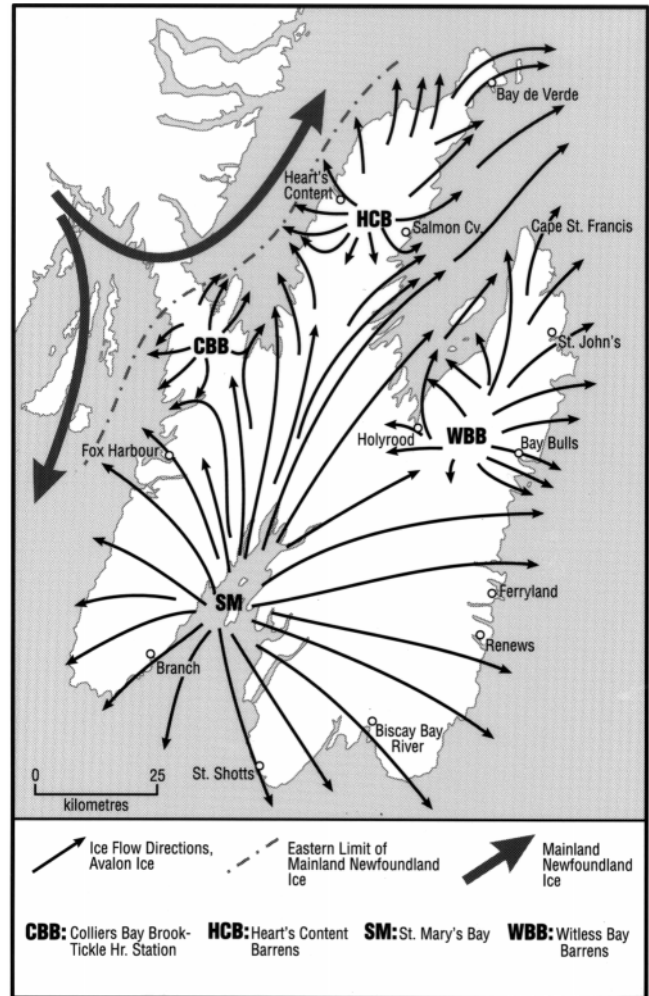 Bay de Verde
Heart's
Content
HCB
Salmon Cv.
Cape St. Francis
CBB
St. John's
Holyrood
WBB
Bay Bulls
Fox Harbour
SM
Ferryland
Renews
Branch
Biscay Bay
River
St. Shotts
0 25
kilometres
Ice Flow Directions,
Avalon Ice
Eastern Limit of
Mainland Newfoundland
Ice
Mainland
Newfoundland
Ice
CBB: Colliers Bay Brook-
Tickle Hr. Station
HCB: Heart's Content
Barrens
SM: St. Mary's Bay
WBB: Witless Bay
Barrens